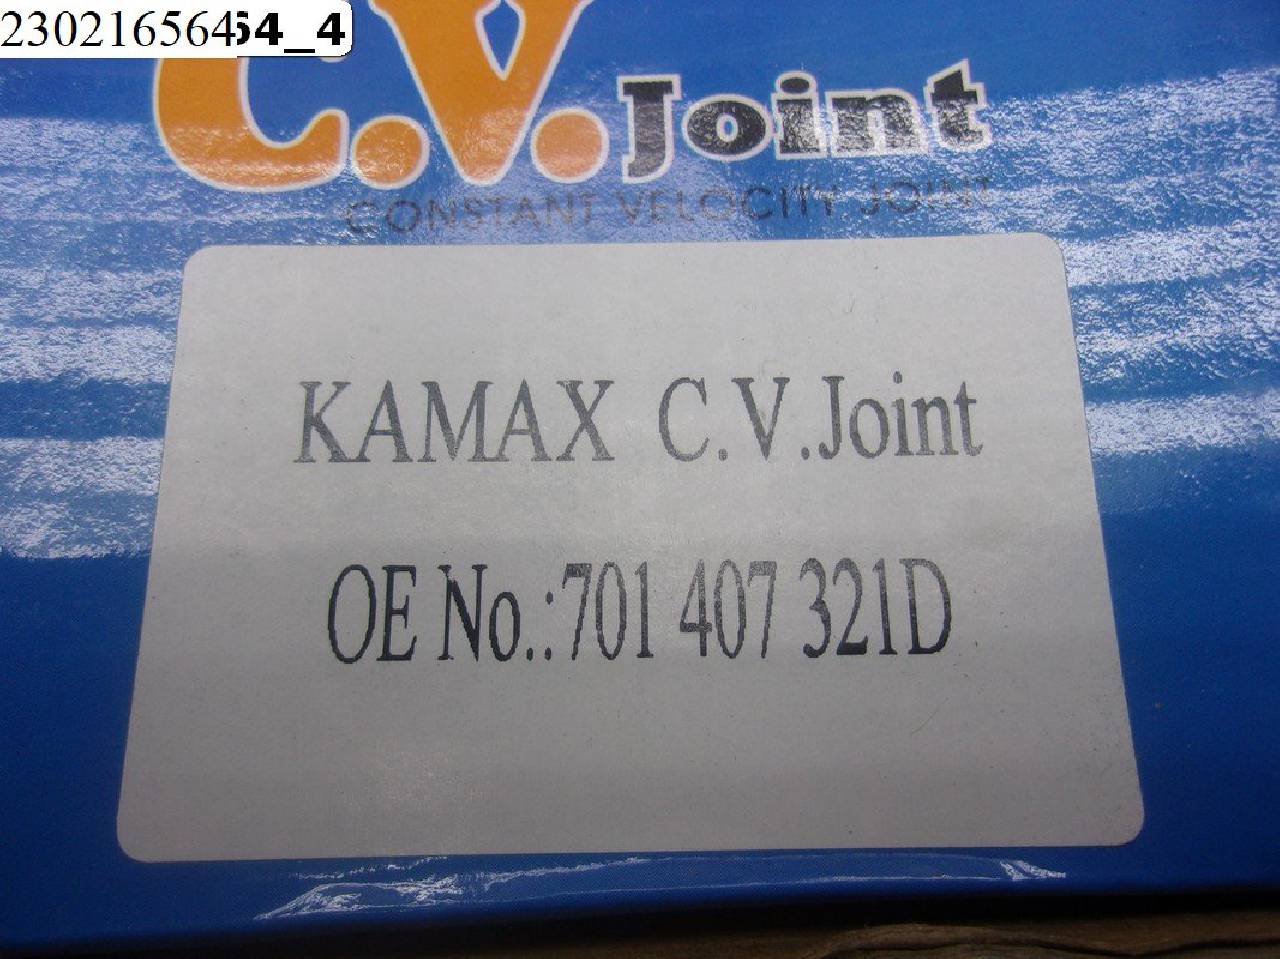 23021656454_4
C.V. Joint
CONSTANT VELOCITY JOINT
KAMAX C.V.Joint
OE No.:701 407 321D